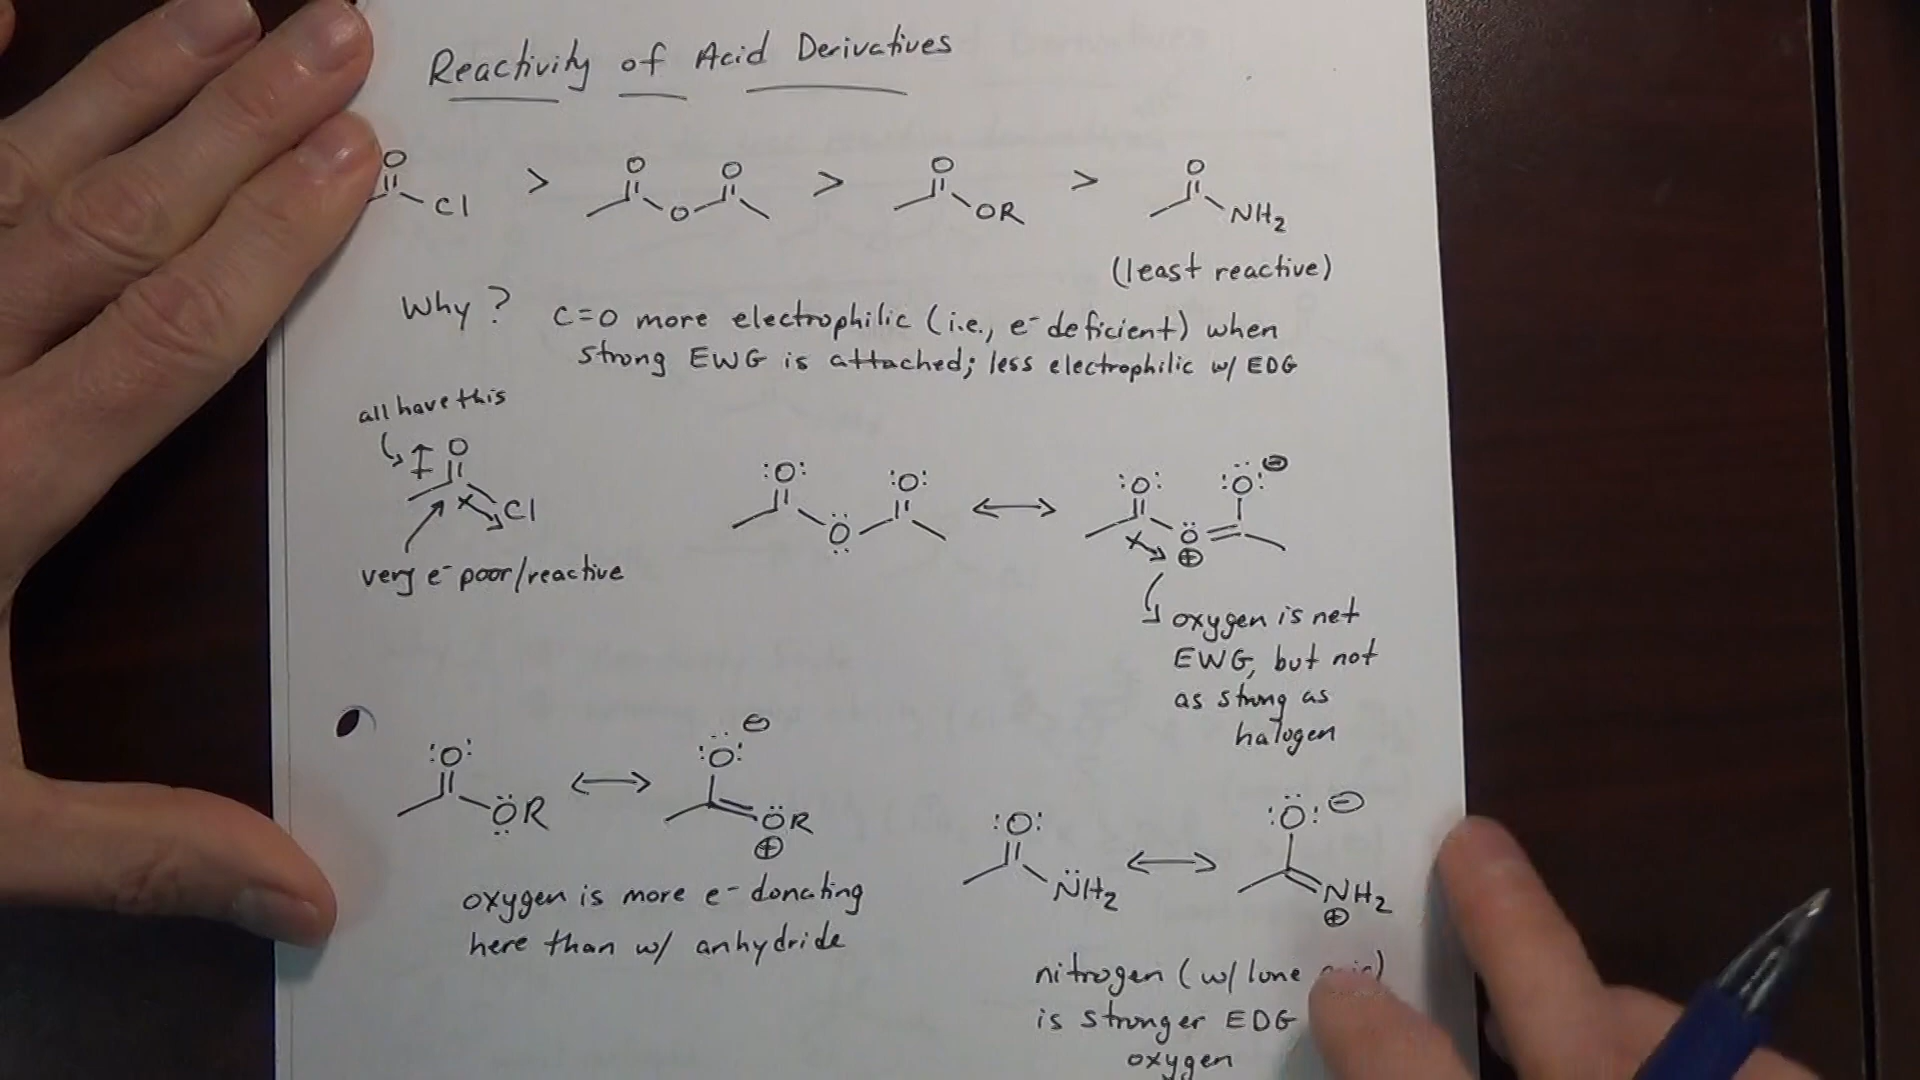 Reactivity of Acid Derivatives
O O O O O
Cl > O > OR > NH₂
(least reactive)
Why? C=O more electrophilic (i.e., e⁻ deficient) when
strong EWG is attached; less electrophilic w/ EDG
all have this
O
Cl
very e⁻ poor/reactive
:O: :O: ↔ :O: :O: ⊖
O O ⊕
oxygen is net
EWG, but not
as strong as
halogen
:O: ↔ :O: ⊖
OR OR ⊕
oxygen is more e⁻ donating
here than w/ anhydride
:O: ↔ :O: ⊖
NH₂ NH₂ ⊕
nitrogen (w/ lone
is stronger EDG
oxygen